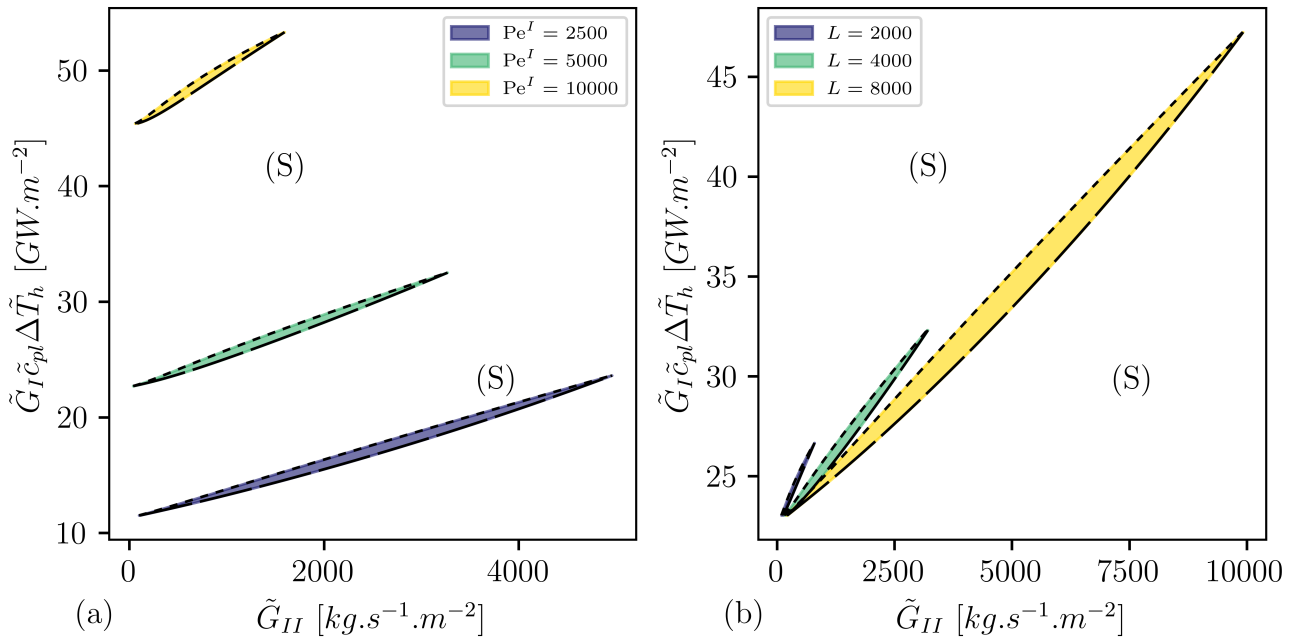 Pe^I = 2500
Pe^I = 5000
Pe^I = 10000
50
40
30
20
10
0
2000
4000
(S)
(S)
G̃_II [kg.s^−1.m^−2]
G̃_I c̃_pl ΔT̃_h [GW.m^−2]
(a)
L = 2000
L = 4000
L = 8000
45
40
35
30
25
0
2500
5000
7500
10000
(S)
(S)
G̃_II [kg.s^−1.m^−2]
G̃_I c̃_pl ΔT̃_h [GW.m^−2]
(b)